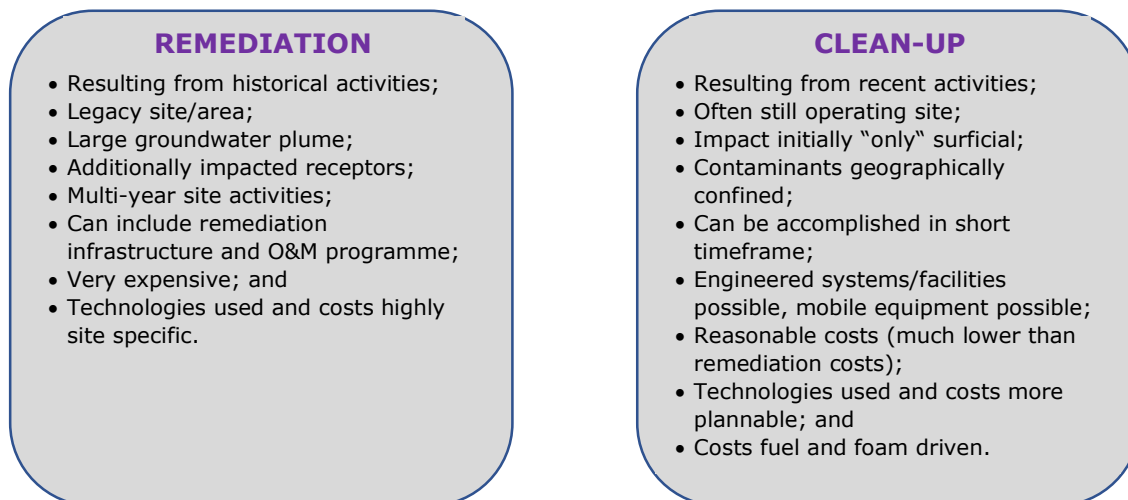 REMEDIATION
• Resulting from historical activities;
• Legacy site/area;
• Large groundwater plume;
• Additionally impacted receptors;
• Multi-year site activities;
• Can include remediation
infrastructure and O&M programme;
• Very expensive; and
• Technologies used and costs highly
site specific.
CLEAN-UP
• Resulting from recent activities;
• Often still operating site;
• Impact initially “only“ surficial;
• Contaminants geographically
confined;
• Can be accomplished in short
timeframe;
• Engineered systems/facilities
possible, mobile equipment possible;
• Reasonable costs (much lower than
remediation costs);
• Technologies used and costs more
plannable; and
• Costs fuel and foam driven.